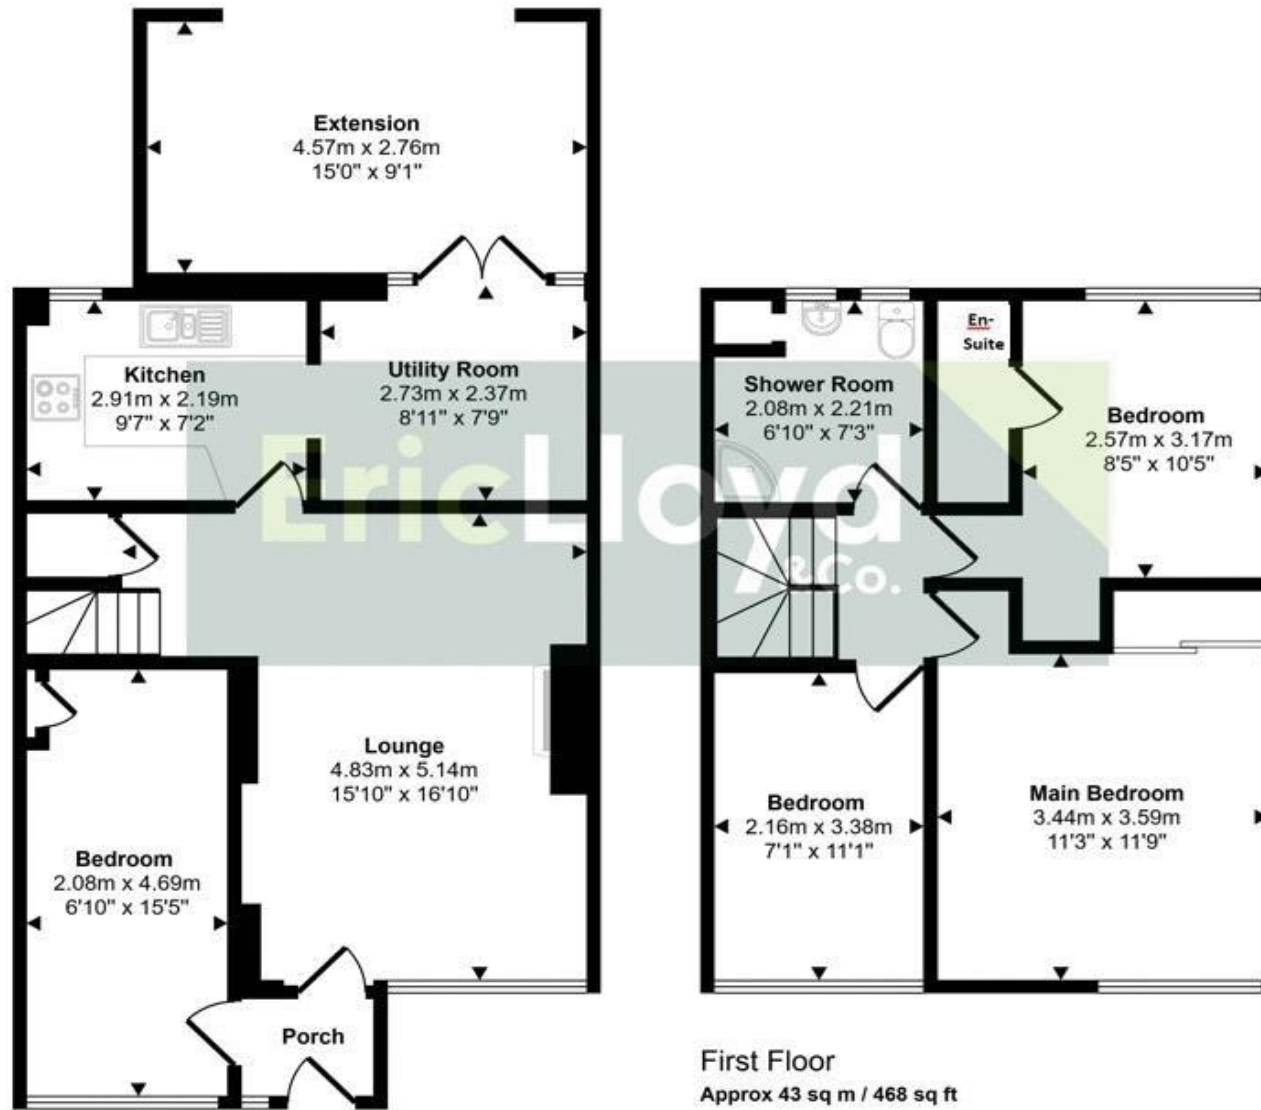 Extension
4.57m x 2.76m
15'0" x 9'1"
Kitchen
2.91m x 2.19m
9'7" x 7'2"
Utility Room
2.73m x 2.37m
8'11" x 7'9"
Lounge
4.83m x 5.14m
15'10" x 16'10"
Bedroom
2.08m x 4.69m
6'10" x 15'5"
Porch
Shower Room
2.08m x 2.21m
6'10" x 7'3"
En-
Suite
Bedroom
2.57m x 3.17m
8'5" x 10'5"
Bedroom
2.16m x 3.38m
7'1" x 11'1"
Main Bedroom
3.44m x 3.59m
11'3" x 11'9"
EricLloyd
&Co.
First Floor
Approx 43 sq m / 468 sq ft